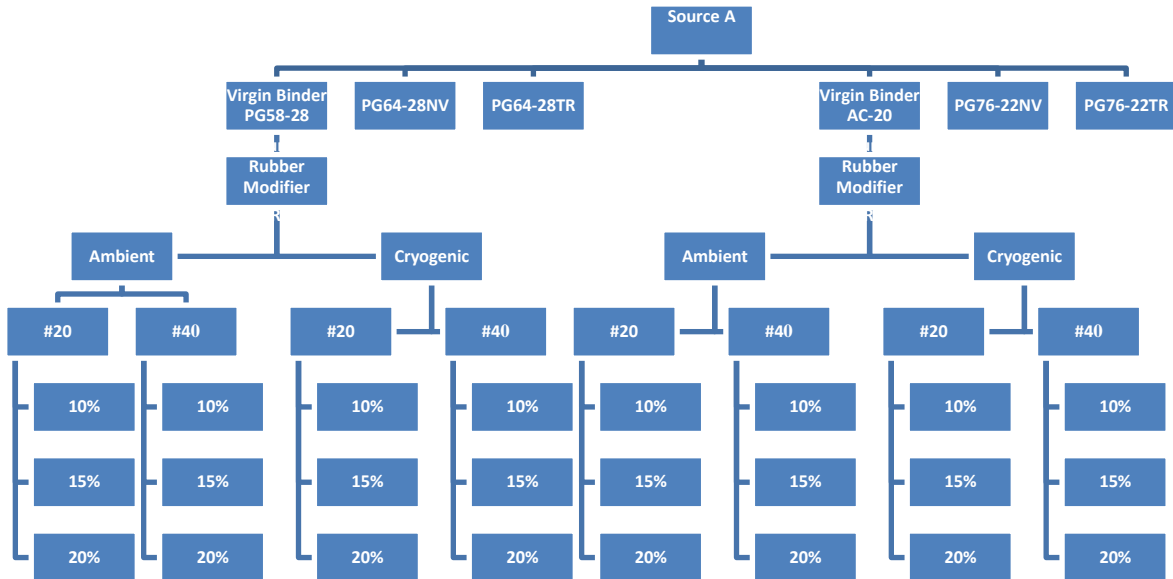 Source A
Virgin Binder
PG58-28
PG64-28NV
PG64-28TR
Virgin Binder
AC-20
PG76-22NV
PG76-22TR
Rubber
Modifier
R
Rubber
Modifier
R
Ambient
Cryogenic
Ambient
Cryogenic
#20
#40
#20
#40
#20
#40
#20
#40
10%
10%
10%
10%
10%
10%
10%
10%
15%
15%
15%
15%
15%
15%
15%
15%
20%
20%
20%
20%
20%
20%
20%
20%